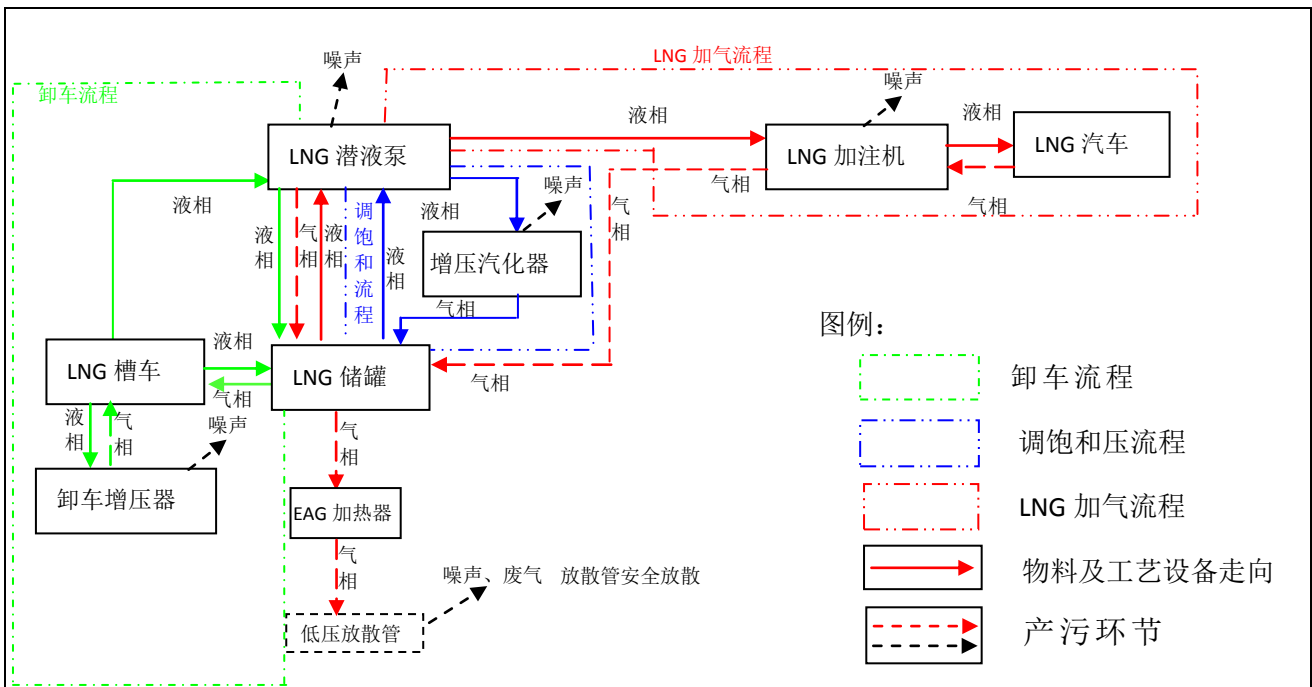 LNG 加气流程
噪声
卸车流程
噪声
液相
液相
LNG 潜液泵
LNG 加注机
LNG 汽车
气相
气相
噪声
液相
液相
气相
液相
调饱和流程
液相
气相
增压汽化器
气相
图例：
液相
LNG 槽车
LNG 储罐
气相
气相
卸车流程
液相
气相
噪声
气相
调饱和压流程
卸车增压器
EAG 加热器
LNG 加气流程
气相
噪声、废气 放散管安全放散
物料及工艺设备走向
低压放散管
产污环节